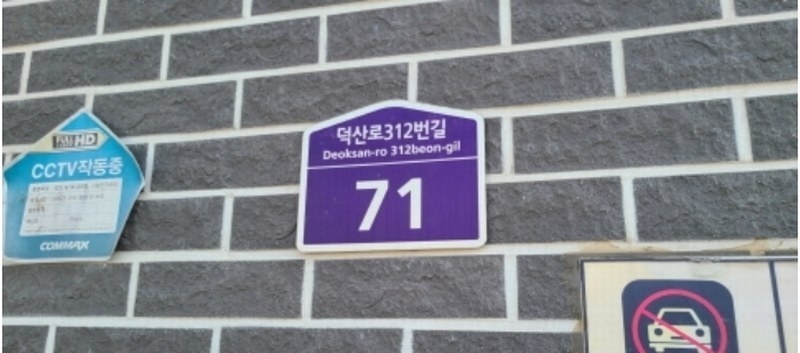 FULL HD
CCTV작동중
COMMAX
덕산로312번길
Deoksan-ro 312beon-gil
71